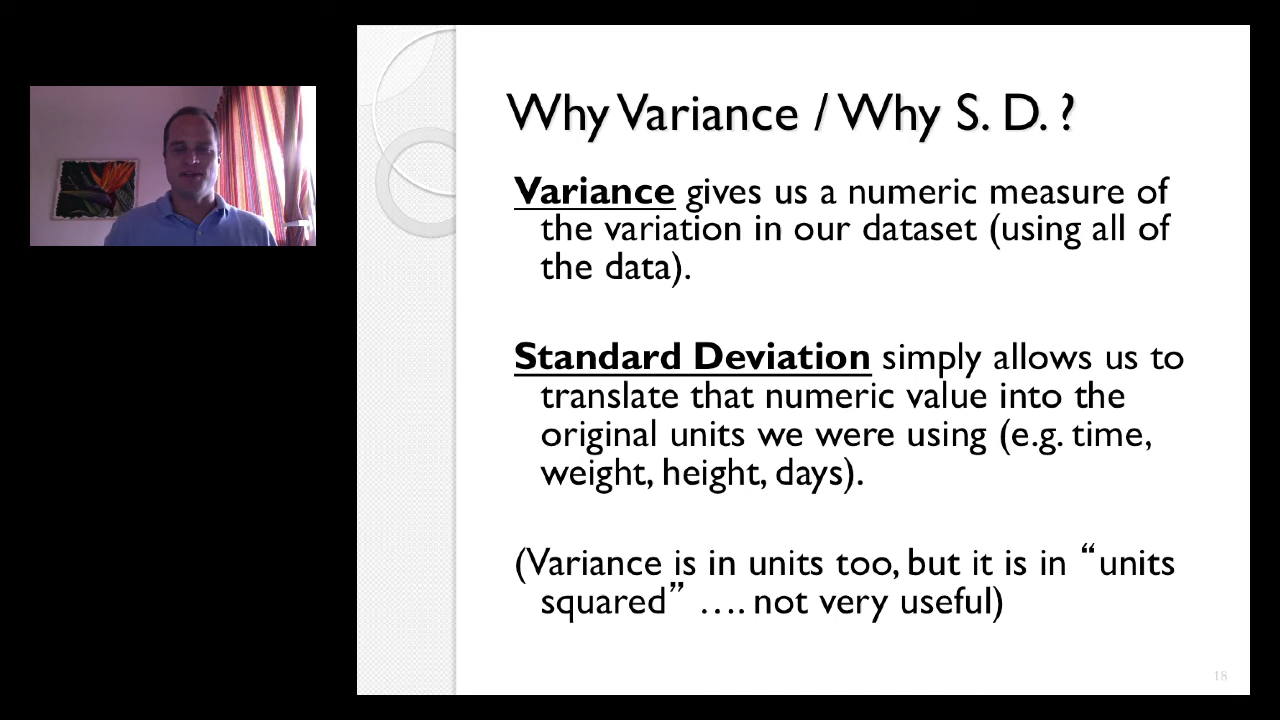 Why Variance / Why S. D. ?
Variance gives us a numeric measure of
the variation in our dataset (using all of
the data).
Standard Deviation simply allows us to
translate that numeric value into the
original units we were using (e.g. time,
weight, height, days).
(Variance is in units too, but it is in “units
squared” …. not very useful)
18